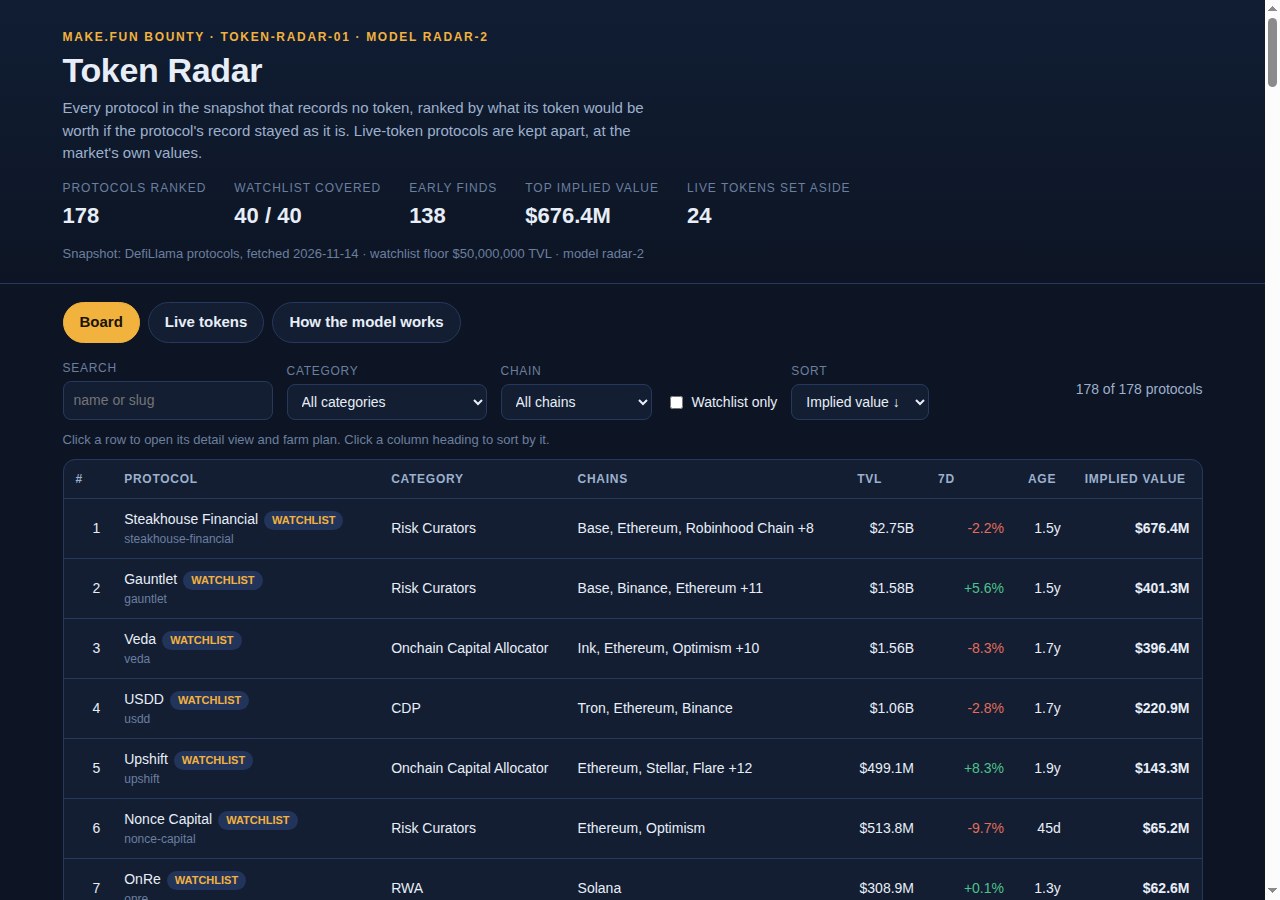 MAKE.FUN BOUNTY · TOKEN-RADAR-01 · MODEL RADAR-2
Token Radar
Every protocol in the snapshot that records no token, ranked by what its token would be
worth if the protocol's record stayed as it is. Live-token protocols are kept apart, at the
market's own values.
PROTOCOLS RANKED WATCHLIST COVERED EARLY FINDS TOP IMPLIED VALUE LIVE TOKENS SET ASIDE
178 40 / 40 138 $676.4M 24
Snapshot: DefiLlama protocols, fetched 2026-11-14 · watchlist floor $50,000,000 TVL · model radar-2
Board Live tokens How the model works
SEARCH CATEGORY CHAIN SORT
name or slug All categories All chains Watchlist only Implied value ↓ 178 of 178 protocols
Click a row to open its detail view and farm plan. Click a column heading to sort by it.
# PROTOCOL CATEGORY CHAINS TVL 7D AGE IMPLIED VALUE
1 Steakhouse Financial WATCHLIST Risk Curators Base, Ethereum, Robinhood Chain +8 $2.75B -2.2% 1.5y $676.4M
steakhouse-financial
2 Gauntlet WATCHLIST Risk Curators Base, Binance, Ethereum +11 $1.58B +5.6% 1.5y $401.3M
gauntlet
3 Veda WATCHLIST Onchain Capital Allocator Ink, Ethereum, Optimism +10 $1.56B -8.3% 1.7y $396.4M
veda
4 USDD WATCHLIST CDP Tron, Ethereum, Binance $1.06B -2.8% 1.7y $220.9M
usdd
5 Upshift WATCHLIST Onchain Capital Allocator Ethereum, Stellar, Flare +12 $499.1M +8.3% 1.9y $143.3M
upshift
6 Nonce Capital WATCHLIST Risk Curators Ethereum, Optimism $513.8M -9.7% 45d $65.2M
nonce-capital
7 OnRe WATCHLIST RWA Solana $308.9M +0.1% 1.3y $62.6M
onre